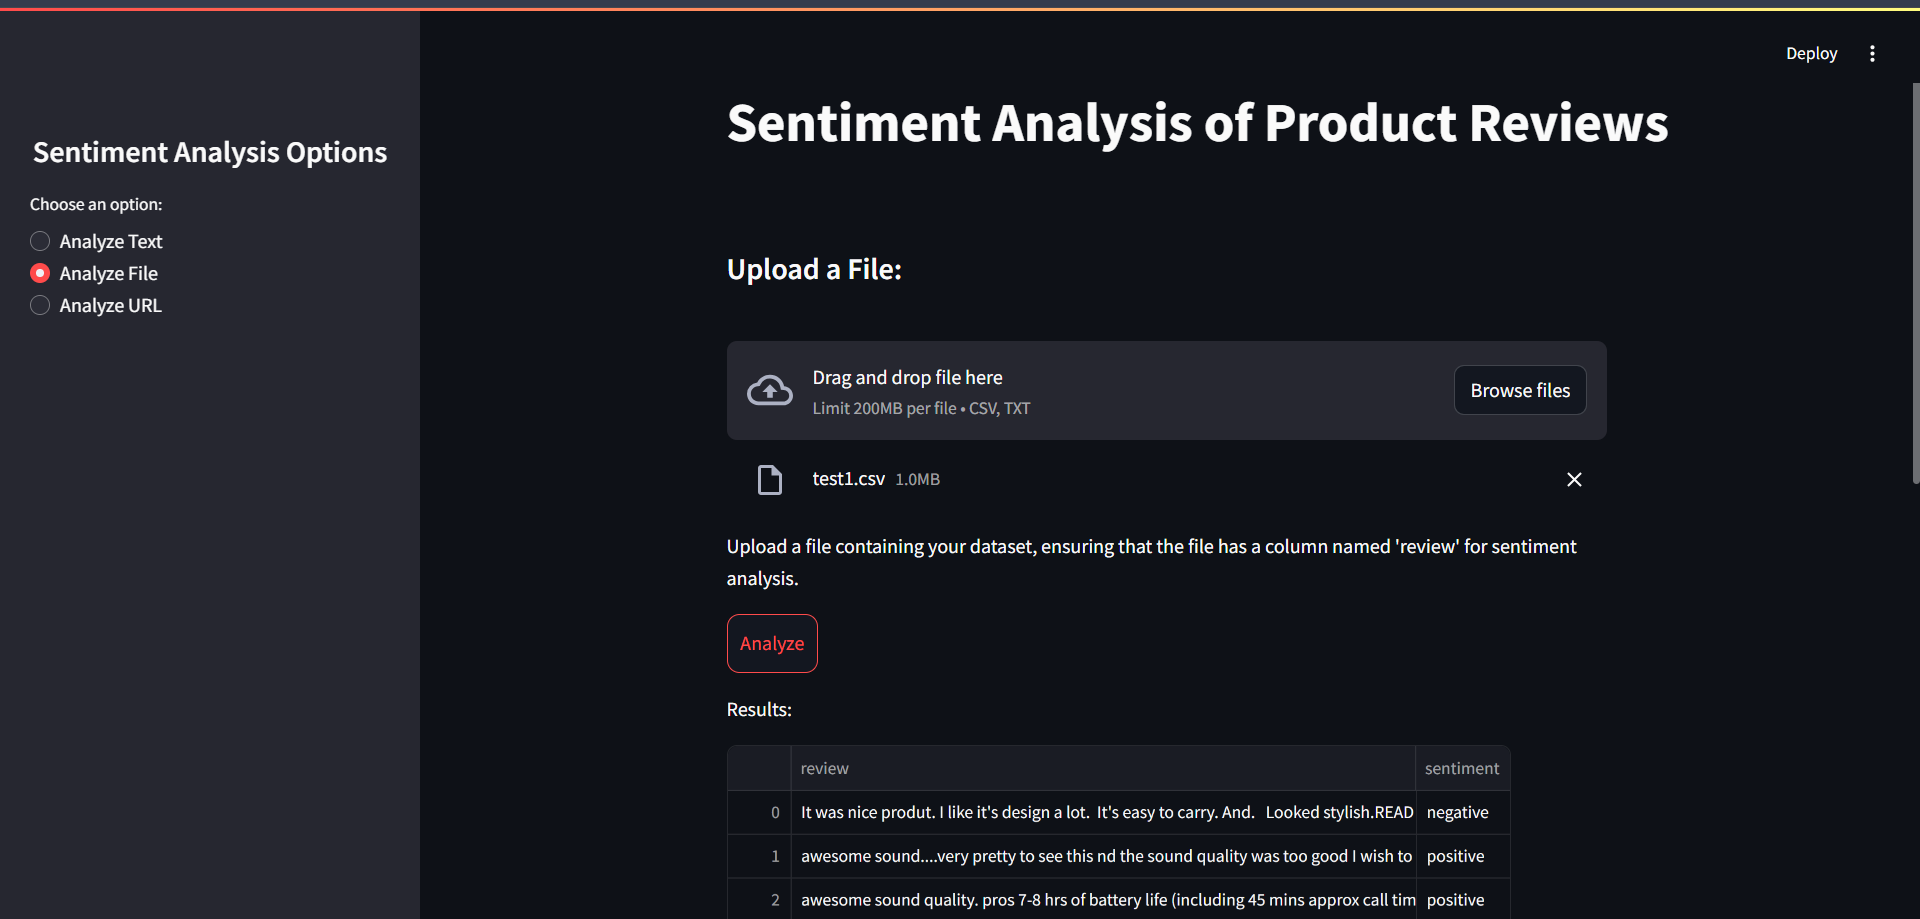 Deploy
Sentiment Analysis Options
Choose an option:
Analyze Text
Analyze File
Analyze URL
Sentiment Analysis of Product Reviews
Upload a File:
Drag and drop file here
Limit 200MB per file • CSV, TXT
Browse files
test1.csv 1.0MB
Upload a file containing your dataset, ensuring that the file has a column named 'review' for sentiment
analysis.
Analyze
Results:
review sentiment
0 It was nice produt. I like it's design a lot. It's easy to carry. And. Looked stylish.READ negative
1 awesome sound....very pretty to see this nd the sound quality was too good I wish to positive
2 awesome sound quality. pros 7-8 hrs of battery life (including 45 mins approx call tim positive